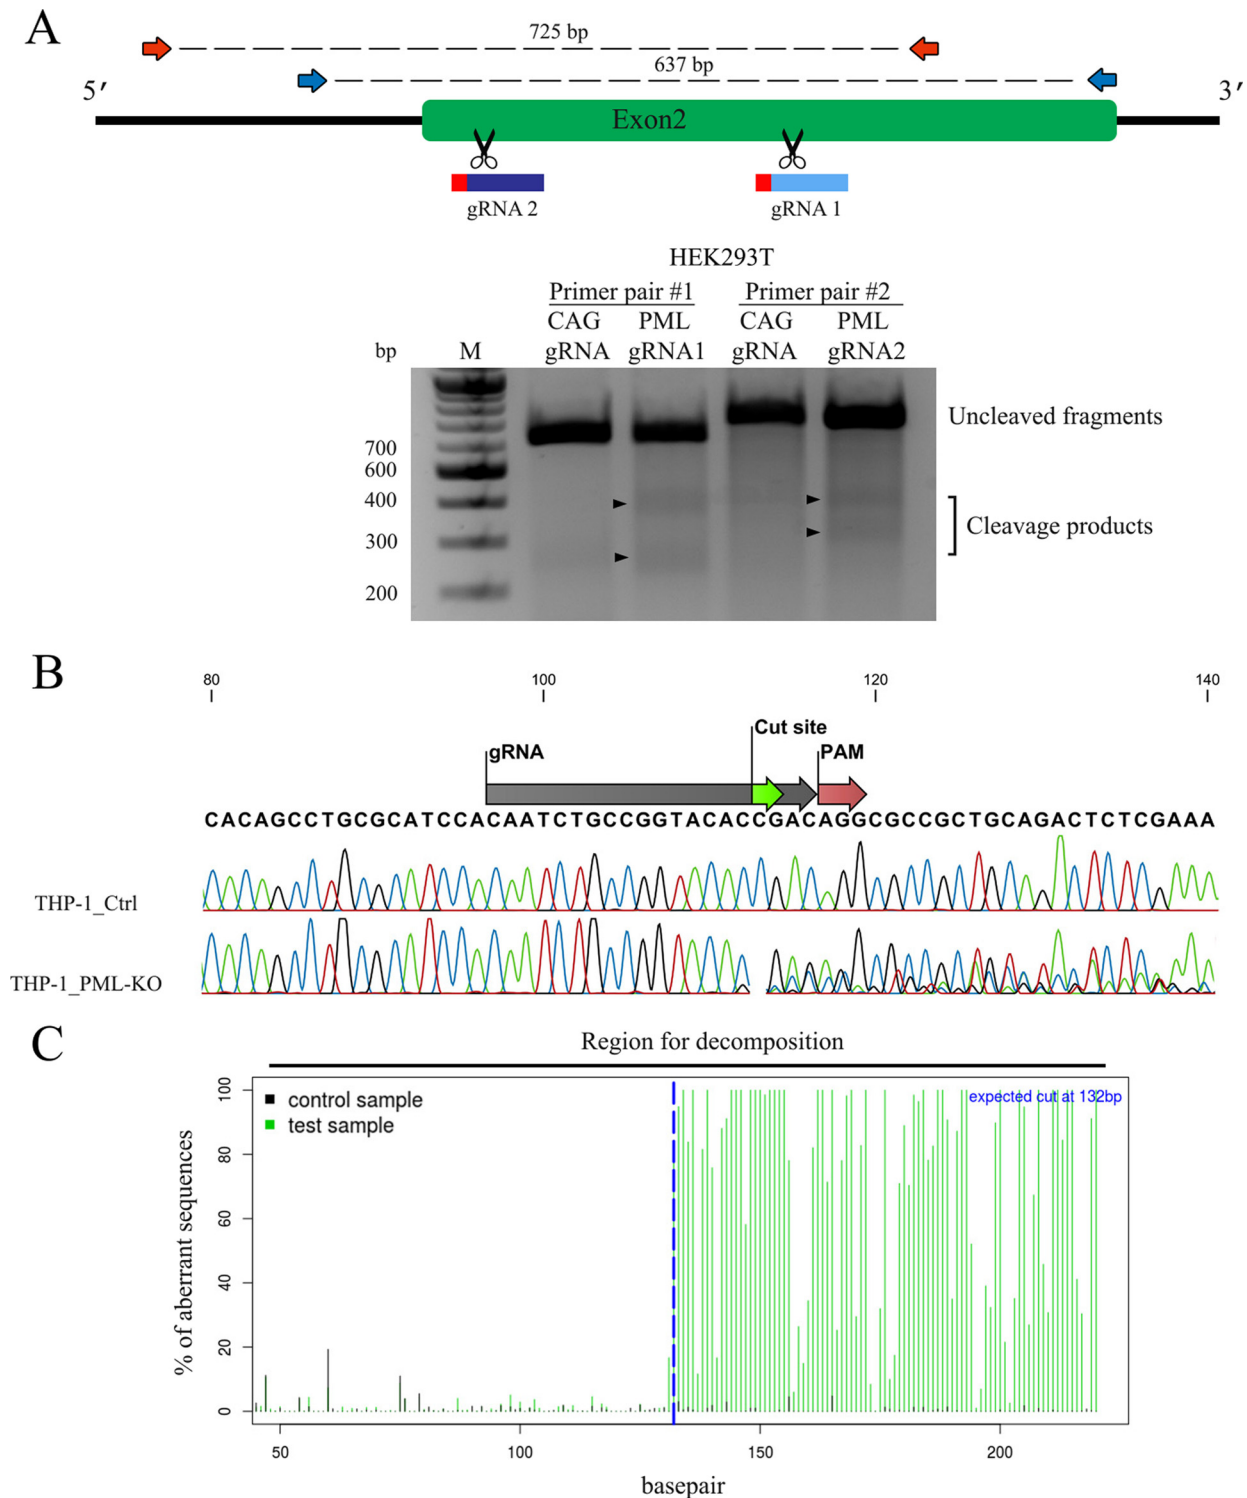 A
725 bp
637 bp
5′
3′
Exon2
gRNA 2
gRNA 1
HEK293T
Primer pair #1
Primer pair #2
CAG
PML
CAG
PML
bp
M
gRNA
gRNA1
gRNA
gRNA2
Uncleaved fragments
700
600
400
300
200
Cleavage products
B
80
100
120
140
Cut site
gRNA
PAM
CACAGCCTGCGCATCCACAATCTGCCGGTACACCGACAGGCGCCGCTGCAGACTCTCGAAA
THP-1_Ctrl
THP-1_PML-KO
C
Region for decomposition
control sample
test sample
expected cut at 132bp
% of aberrant sequences
100
80
60
40
20
0
50
100
150
200
basepair